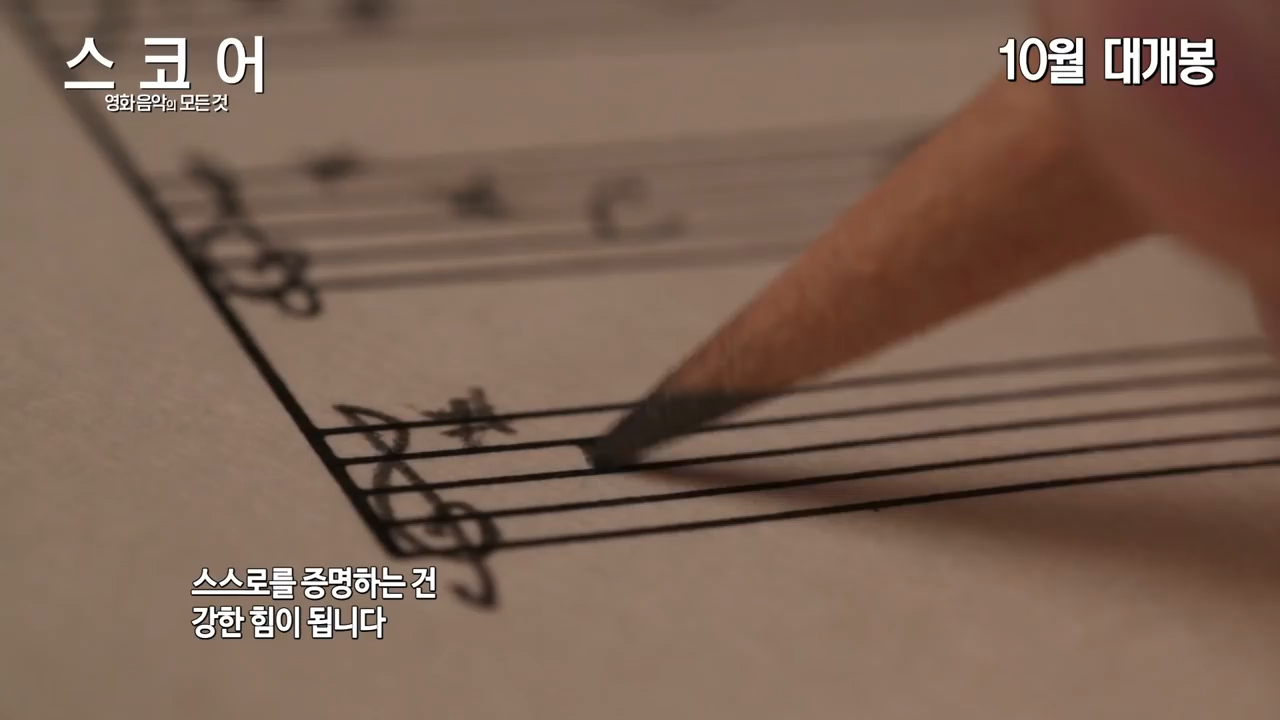 스코어
영화음악의 모든 것
10월 대개봉
스스로를 증명하는 건
강한 힘이 됩니다